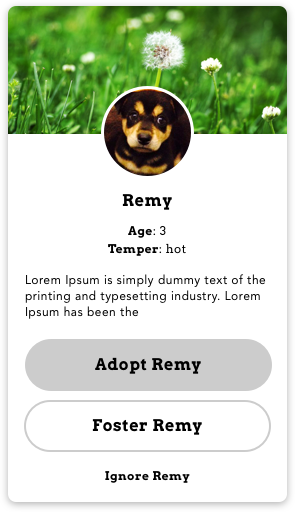 Remy
Age: 3
Temper: hot
Lorem Ipsum is simply dummy text of the
printing and typesetting industry. Lorem
Ipsum has been the
Adopt Remy
Foster Remy
Ignore Remy